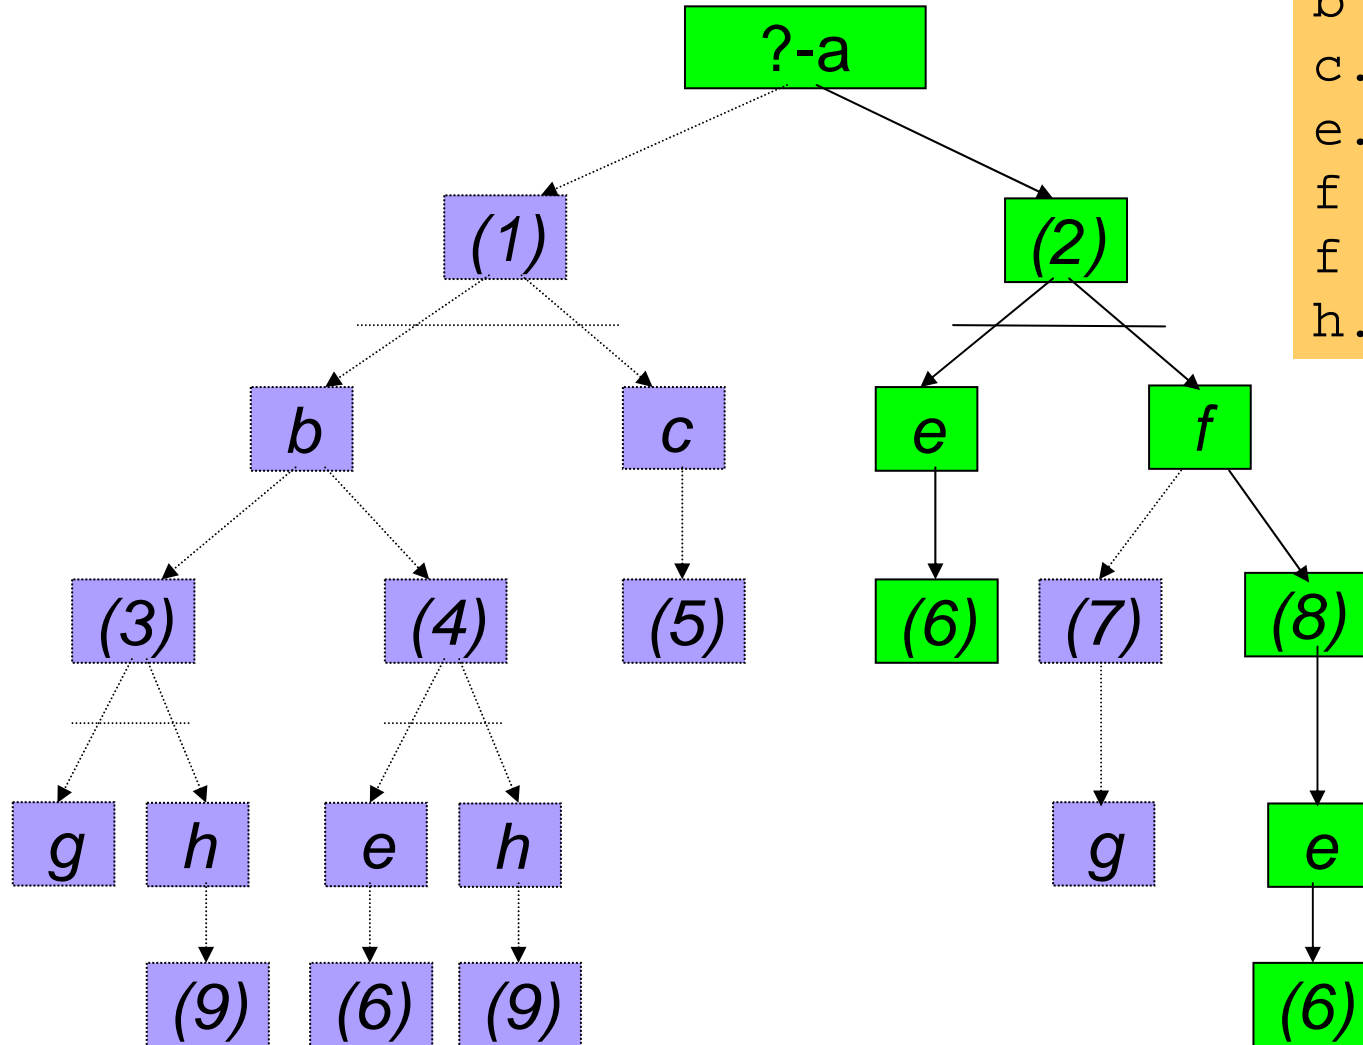 ?-a
b
c.
e.
f
f
h.
(1)
(2)
b
c
e
f
(3)
(4)
(5)
(6)
(7)
(8)
g
h
e
h
g
e
(9)
(6)
(9)
(6)